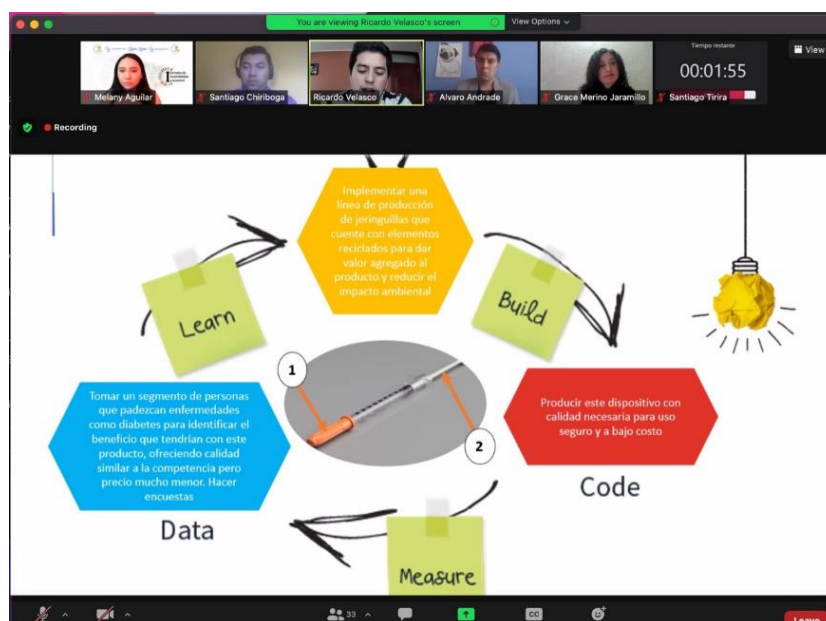 You are viewing Ricardo Velasco's screen
View Options
Melany Aguilar
Santiago Chiriboga
Ricardo Velasco
Alvaro Andrade
Grace Merino Jaramillo
Tiempo restante
00:01:55
Santiago Tirira
View
Recording
Implementar una
línea de producción
de jeringuillas que
cuente con elementos
reciclados para dar
valor agregado al
producto y reducir el
impacto ambiental
Learn
Build
1
2
Tomar un segmento de personas
que padezcan enfermedades
como diabetes para identificar el
beneficio que tendrían con este
producto, ofreciendo calidad
similar a la competencia pero
precio mucho menor. Hacer
encuestas
Producir este dispositivo con
calidad necesaria para uso
seguro y a bajo costo
Data
Code
Measure
33
CC
Leave